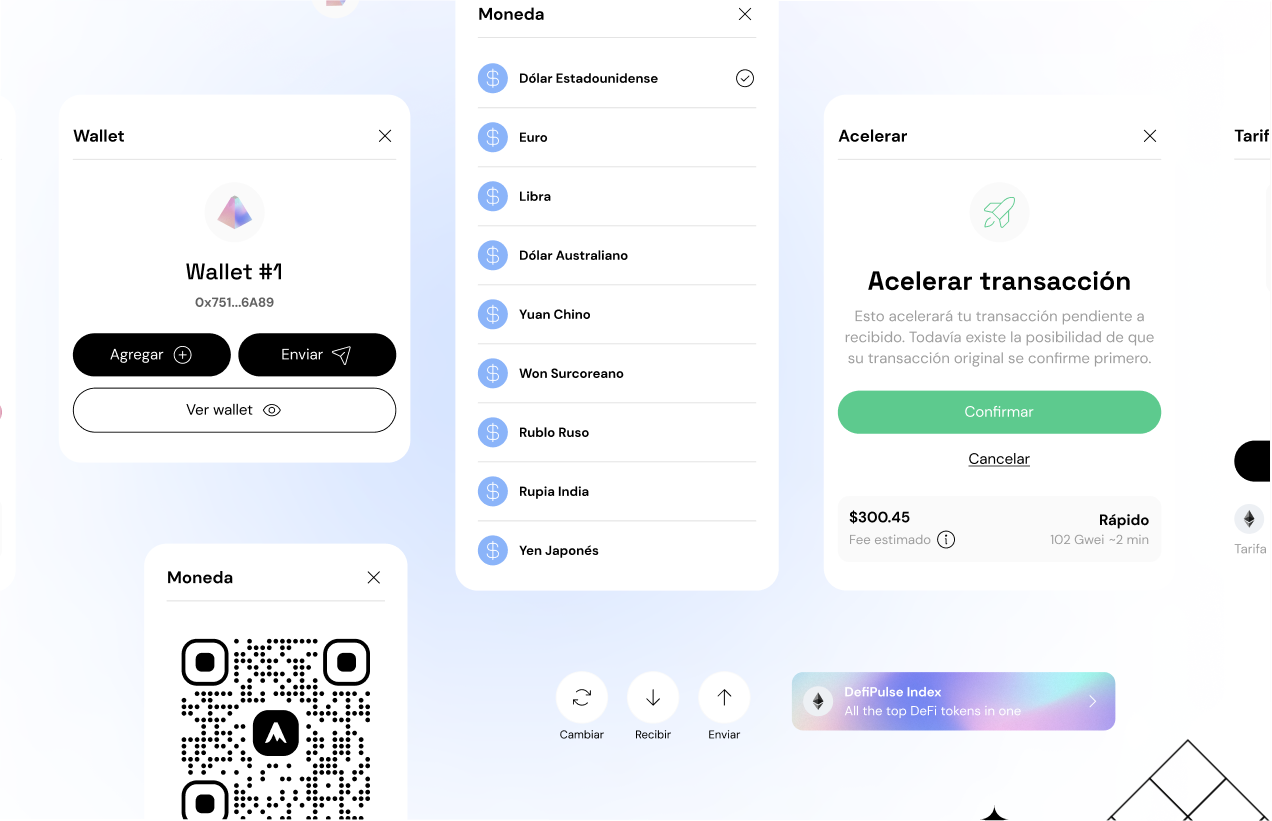 Wallet
Wallet #1
0x751...6A89
Agregar
Enviar
Ver wallet
Moneda
Moneda
Dólar Estadounidense
Euro
Libra
Dólar Australiano
Yuan Chino
Won Surcoreano
Rublo Ruso
Rupia India
Yen Japonés
Cambiar
Recibir
Enviar
Acelerar
Acelerar transacción
Esto acelerará tu transacción pendiente a
recibido. Todavía existe la posibilidad de que
su transacción original se confirme primero.
Confirmar
Cancelar
$300.45
Rápido
Fee estimado
102 Gwei ~2 min
DefiPulse Index
All the top DeFi tokens in one
Tarif
Tarifa